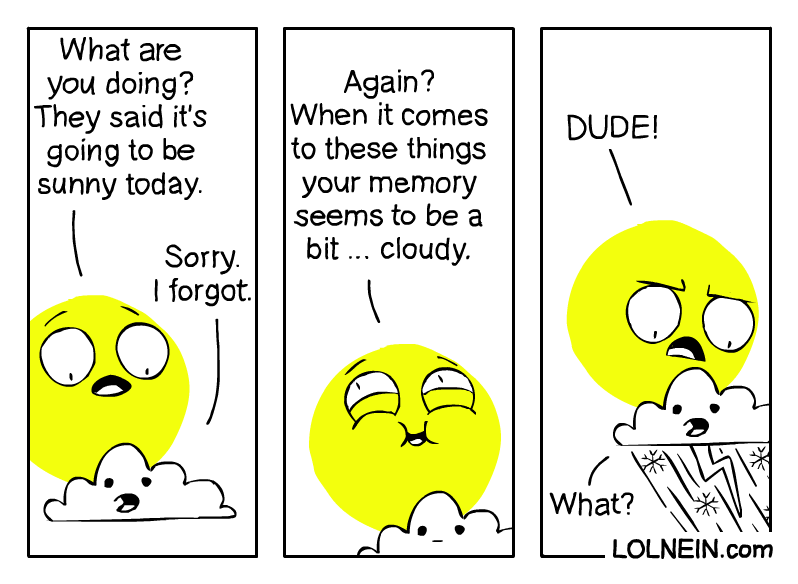 What are
you doing?
They said it's
going to be
sunny today.
Sorry.
I forgot.
Again?
When it comes
to these things
your memory
seems to be a
bit ... cloudy.
DUDE!
What?
LOLNEIN.com